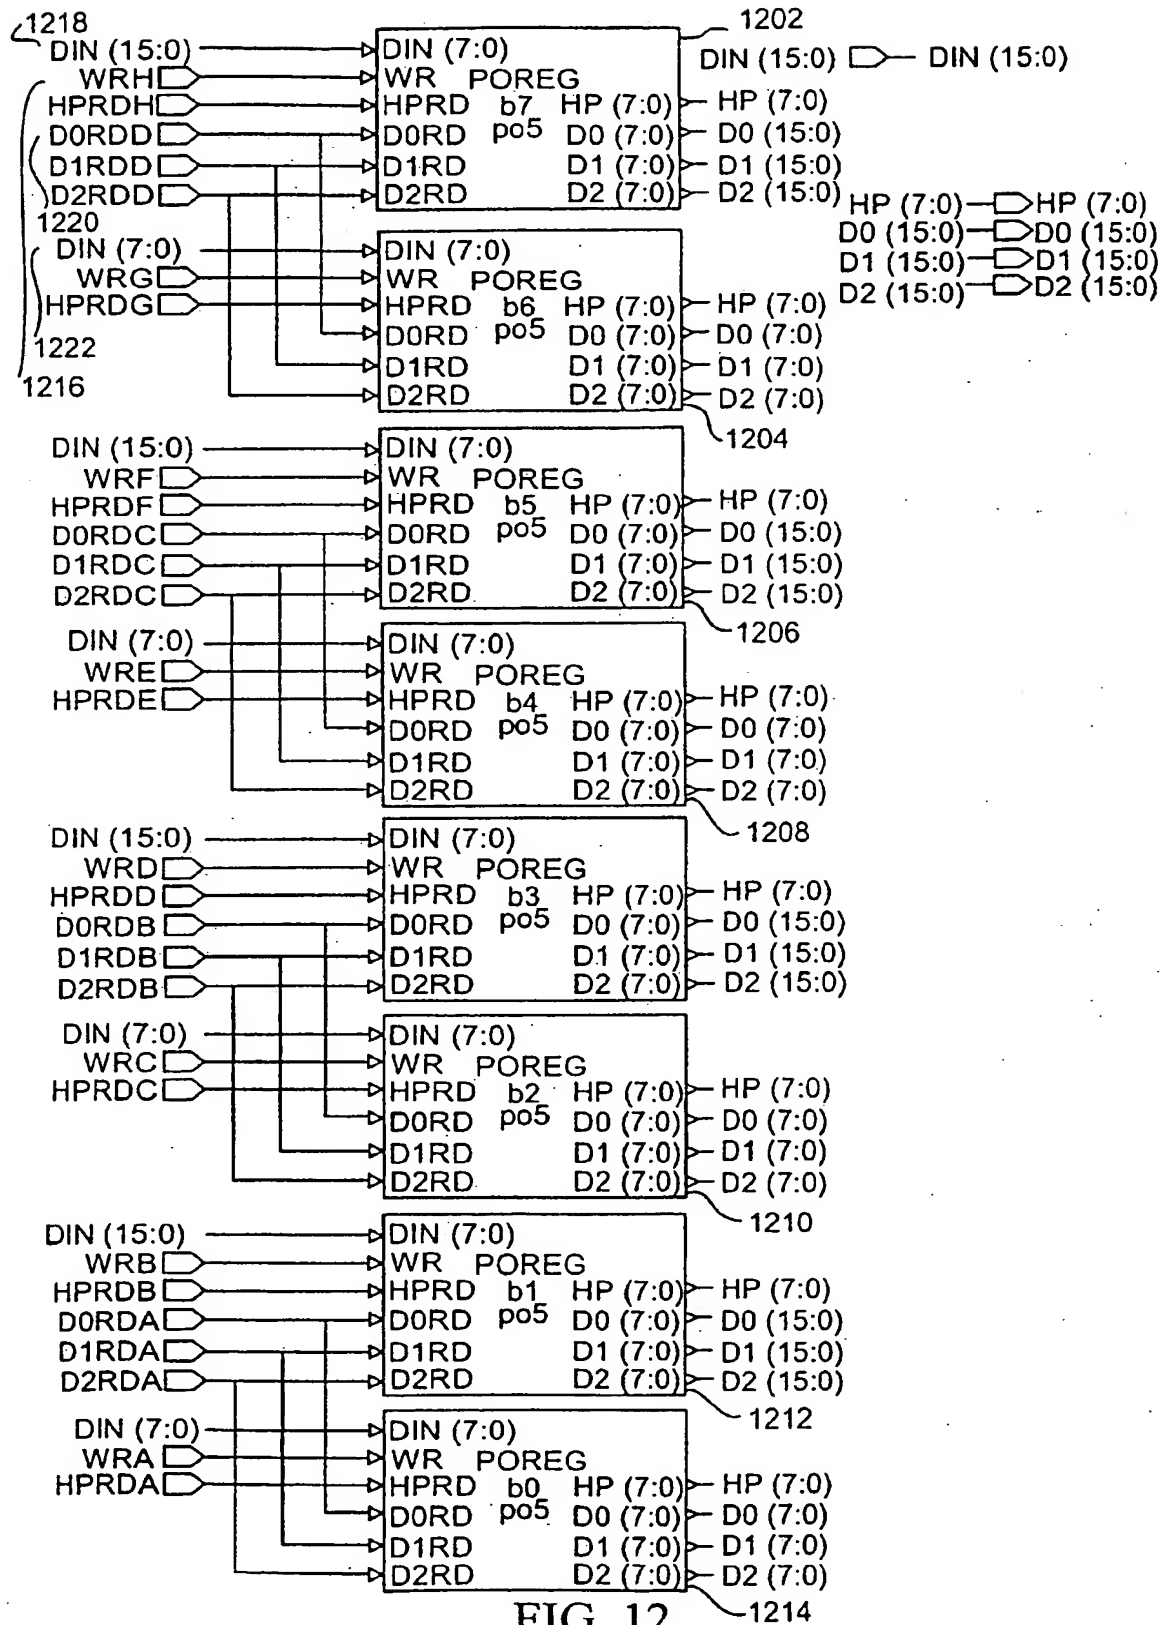 1218
1202
DIN (15:0) DIN (7:0)
DIN (15:0) DIN (15:0)
WRH WR POREG
HPRDH HPRD b7 HP (7:0) HP (7:0)
D0RDD D0RD po5 D0 (7:0) D0 (15:0)
D1RDD D1RD D1 (7:0) D1 (15:0)
D2RDD D2RD D2 (7:0) D2 (15:0)
HP (7:0) HP (7:0)
D0 (15:0) D0 (15:0)
D1 (15:0) D1 (15:0)
D2 (15:0) D2 (15:0)
1220
DIN (7:0) DIN (7:0)
WRG WR POREG
HPRDG HPRD b6 HP (7:0) HP (7:0)
D0RD po5 D0 (7:0) D0 (7:0)
1222
D1RD D1 (7:0) D1 (7:0)
1216
D2RD D2 (7:0) D2 (7:0)
1204
DIN (15:0) DIN (7:0)
WRF WR POREG
HPRDF HPRD b5 HP (7:0) HP (7:0)
D0RDC D0RD po5 D0 (7:0) D0 (15:0)
D1RDC D1RD D1 (7:0) D1 (15:0)
D2RDC D2RD D2 (7:0) D2 (15:0)
1206
DIN (7:0) DIN (7:0)
WRE WR POREG
HPRDE HPRD b4 HP (7:0) HP (7:0)
D0RD po5 D0 (7:0) D0 (7:0)
D1RD D1 (7:0) D1 (7:0)
D2RD D2 (7:0) D2 (7:0)
1208
DIN (15:0) DIN (7:0)
WRD WR POREG
HPRDD HPRD b3 HP (7:0) HP (7:0)
D0RDB D0RD po5 D0 (7:0) D0 (15:0)
D1RDB D1RD D1 (7:0) D1 (15:0)
D2RDB D2RD D2 (7:0) D2 (15:0)
DIN (7:0) DIN (7:0)
WRC WR POREG
HPRDC HPRD b2 HP (7:0) HP (7:0)
D0RD po5 D0 (7:0) D0 (7:0)
D1RD D1 (7:0) D1 (7:0)
D2RD D2 (7:0) D2 (7:0)
1210
DIN (15:0) DIN (7:0)
WRB WR POREG
HPRDB HPRD b1 HP (7:0) HP (7:0)
D0RDA D0RD po5 D0 (7:0) D0 (15:0)
D1RDA D1RD D1 (7:0) D1 (15:0)
D2RDA D2RD D2 (7:0) D2 (15:0)
1212
DIN (7:0) DIN (7:0)
WRA WR POREG
HPRDA HPRD b0 HP (7:0) HP (7:0)
D0RD po5 D0 (7:0) D0 (7:0)
D1RD D1 (7:0) D1 (7:0)
D2RD D2 (7:0) D2 (7:0)
1214
FIG. 12